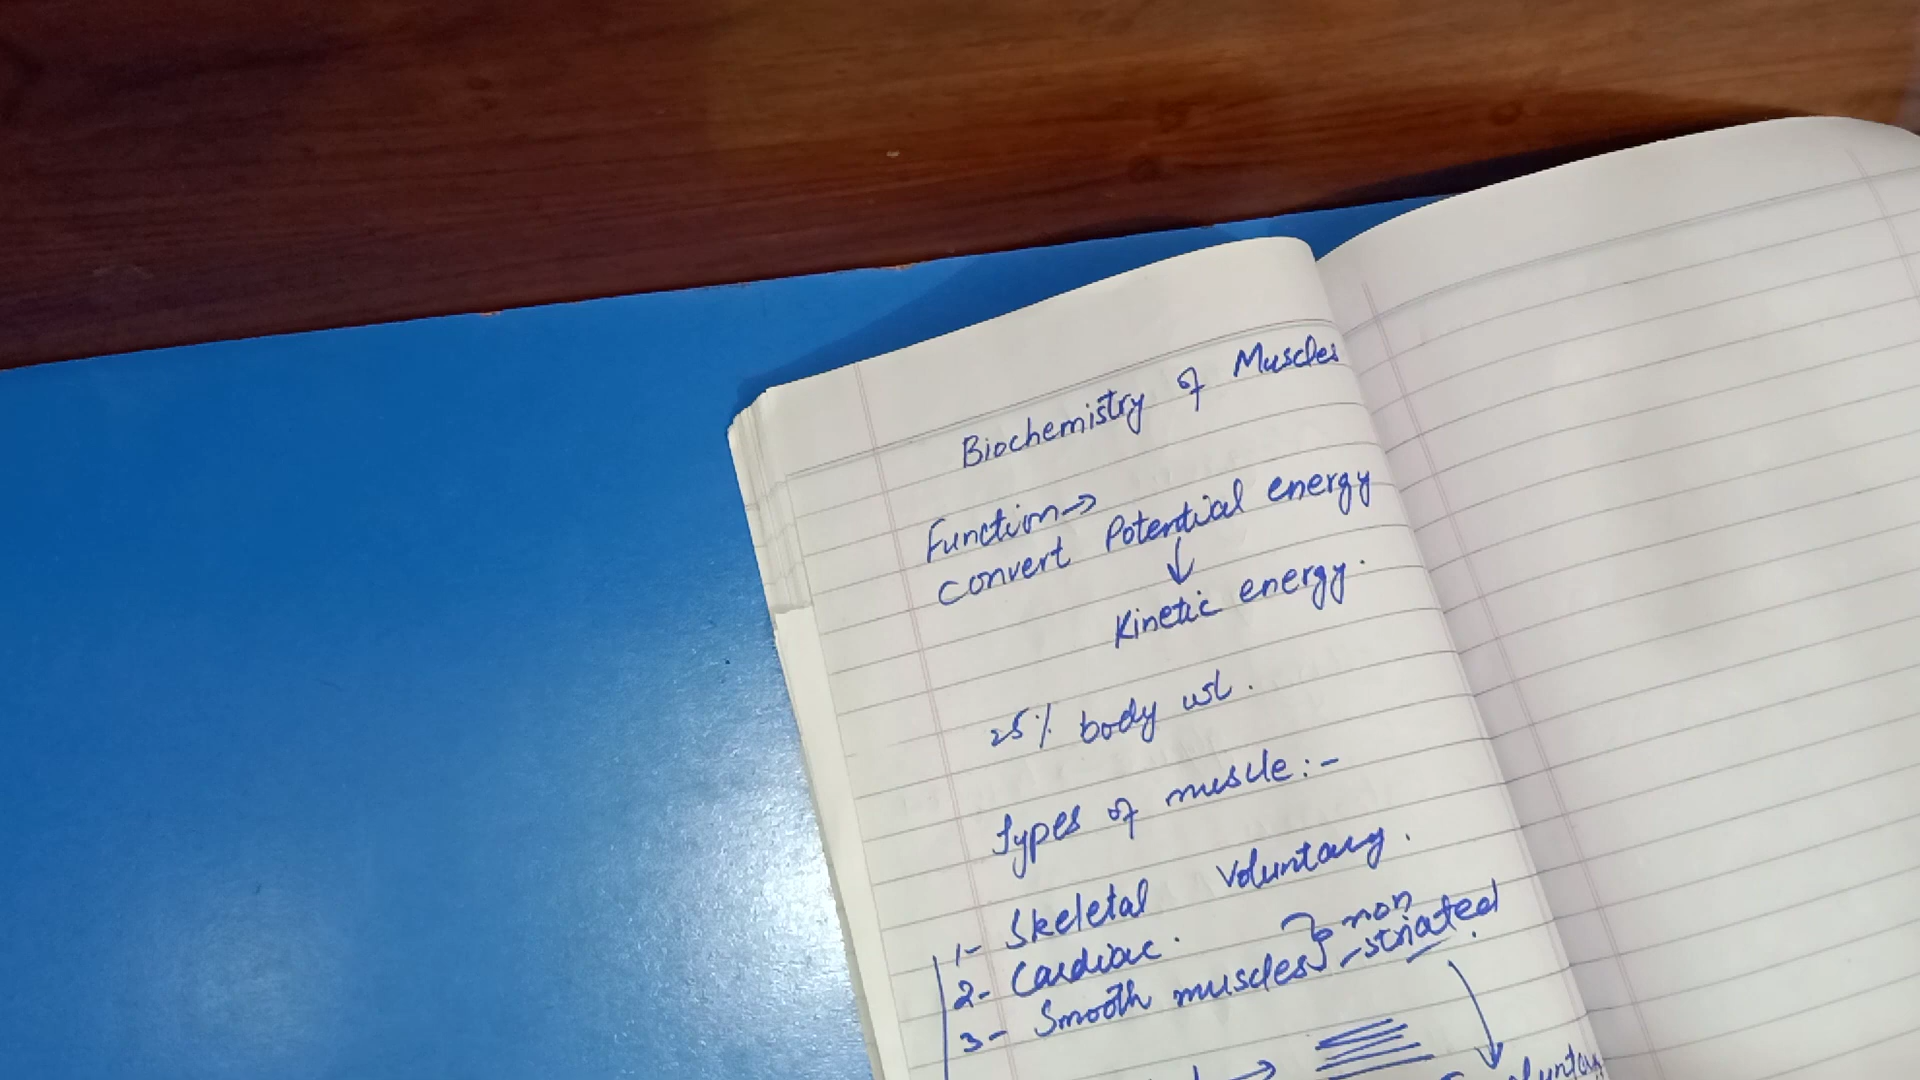 Biochemistry of Muscles
Function→
Convert Potential energy
↓
Kinetic energy.
25% body wt.
Types of muscle:-
1- Skeletal Voluntary.
2- Cardiac.
3- Smooth muscles } non-striated.